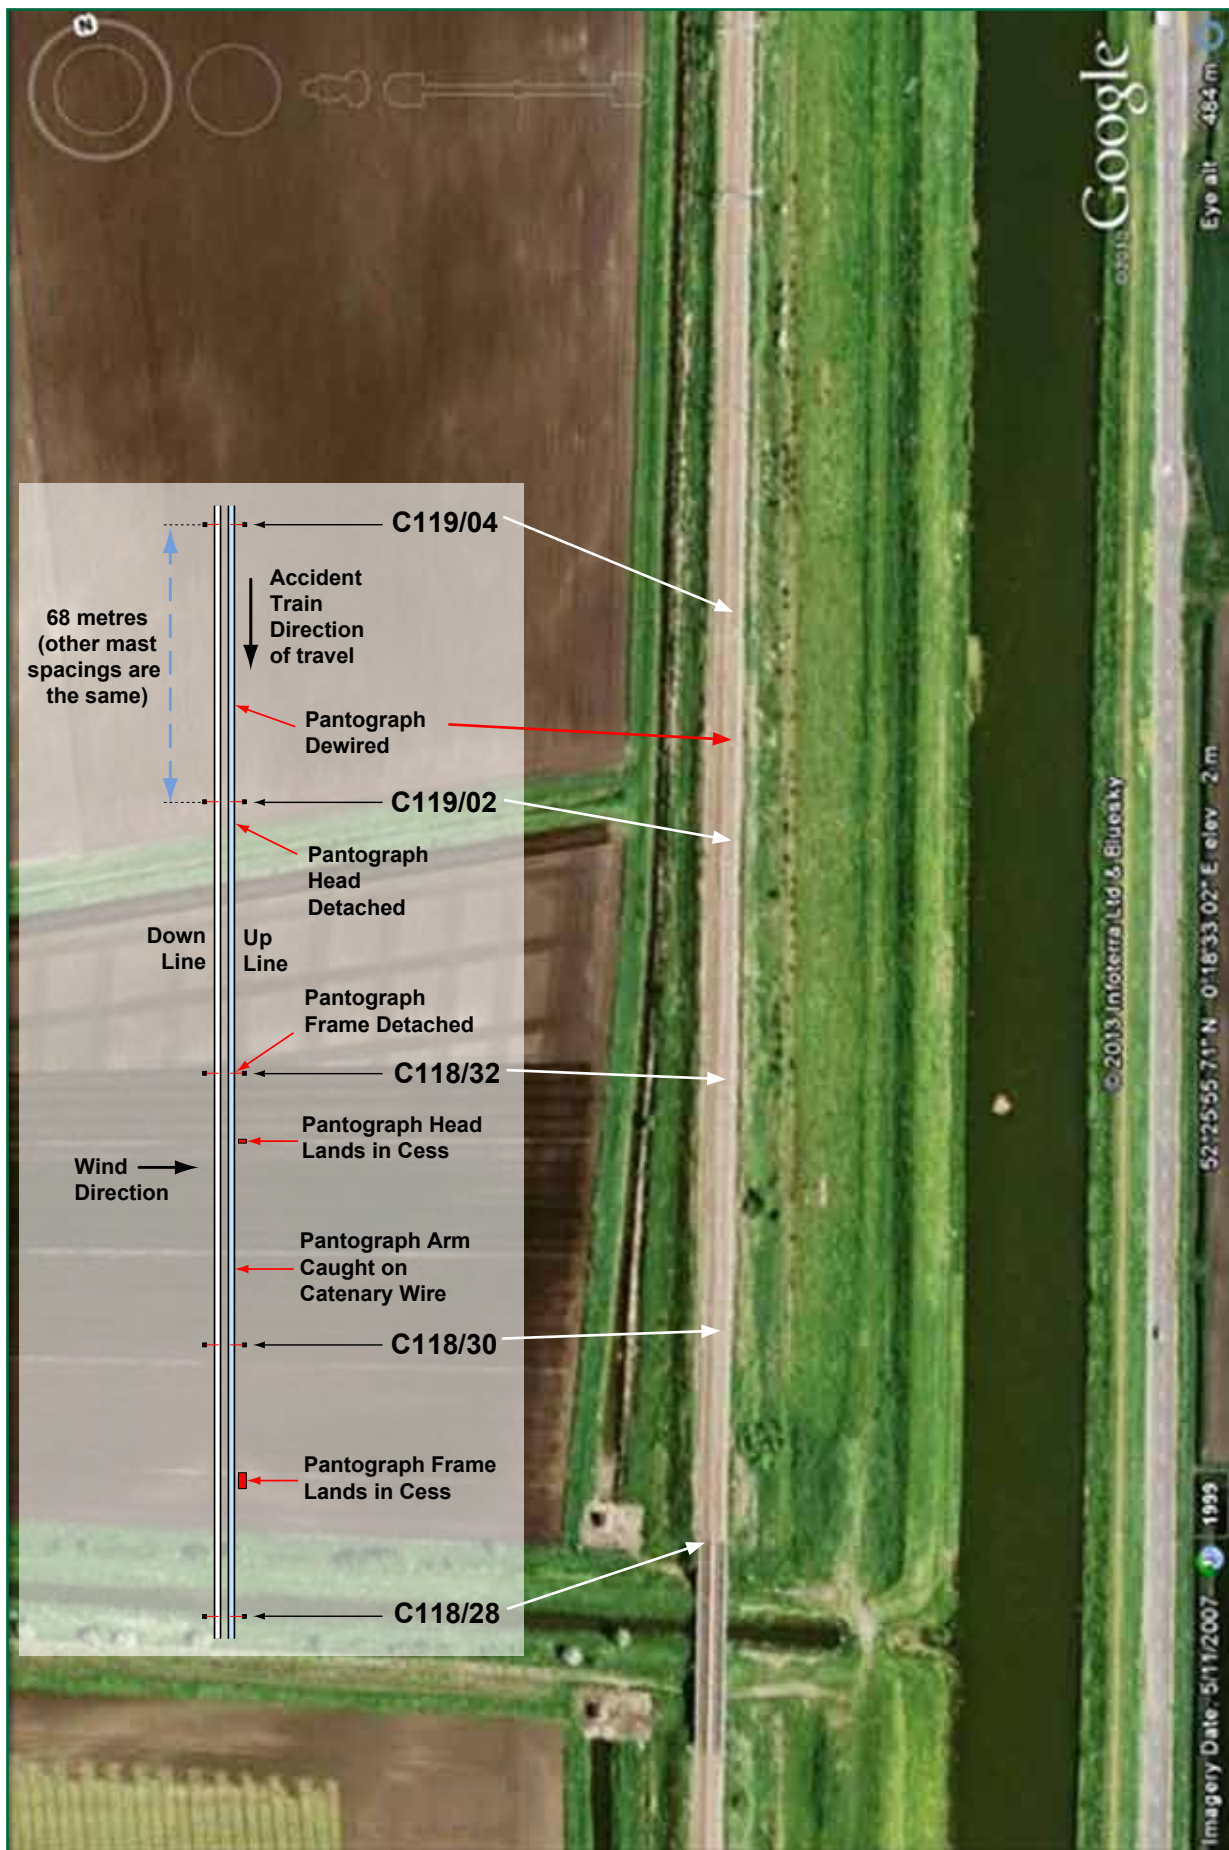 C119/04
Accident
Train
Direction
of travel
68 metres
(other mast
spacings are
the same)
Pantograph
Dewired
C119/02
Pantograph
Head
Detached
Down
Line
Up
Line
Pantograph
Frame Detached
C118/32
Pantograph Head
Lands in Cess
Wind
Direction
Pantograph Arm
Caught on
Catenary Wire
C118/30
Pantograph Frame
Lands in Cess
C118/28
N
©2013 Google
© 2013 Infoterra Ltd & Bluesky
Imagery Date: 5/11/2007 1999 52°25'55.71" N 0°18'33.02" E elev 2 m Eye alt 484 m